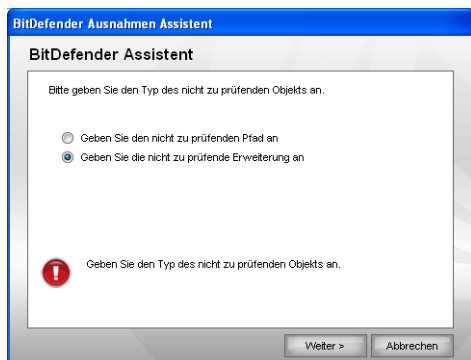 BitDefender Ausnahmen Assistent
BitDefender Assistent
Bitte geben Sie den Typ des nicht zu prüfenden Objekts an.
Geben Sie den nicht zu prüfenden Pfad an
Geben Sie die nicht zu prüfende Erweiterung an
Geben Sie den Typ des nicht zu prüfenden Objekts an.
Weiter > Abbrechen